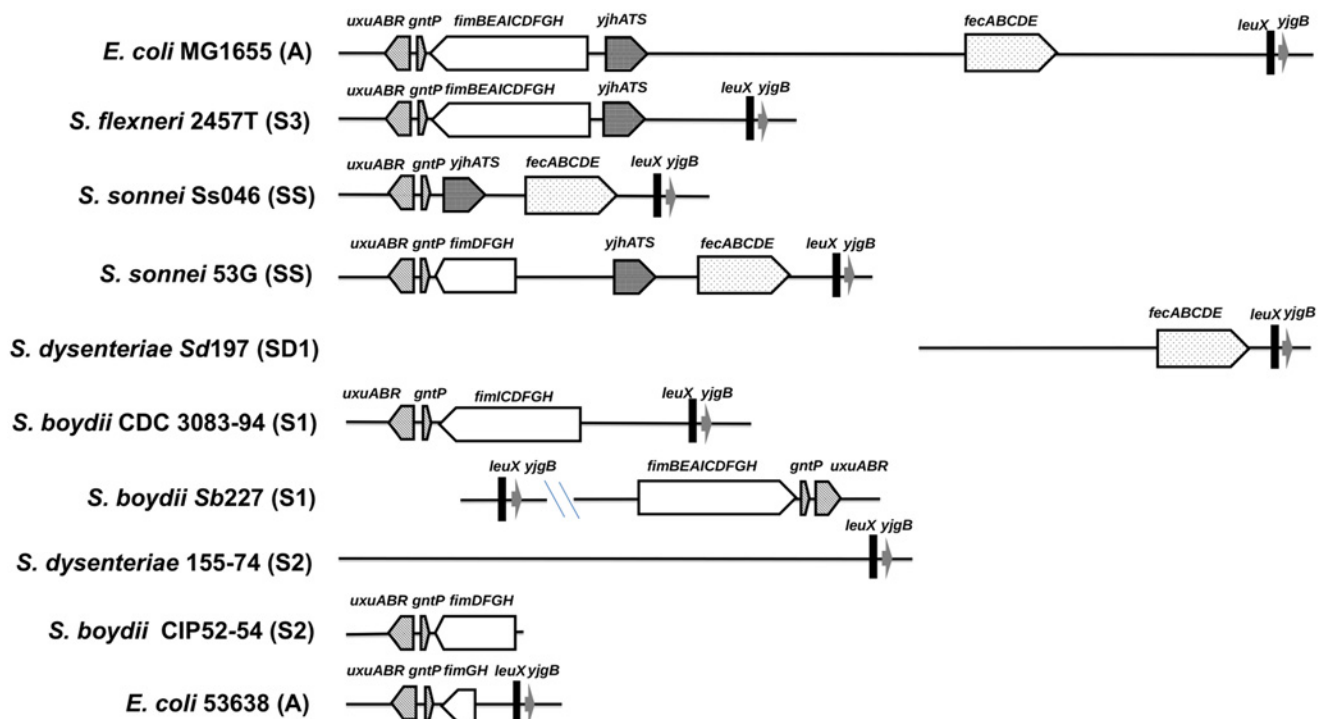 uxuABR gntP fimBEAICDFGH yjhATS fecABCDE leuX yjgB
E. coli MG1655 (A)
uxuABR gntP fimBEAICDFGH yjhATS leuX yjgB
S. flexneri 2457T (S3)
uxuABR gntP yjhATS fecABCDE leuX yjgB
S. sonnei Ss046 (SS)
uxuABR gntP fimDFGH yjhATS fecABCDE leuX yjgB
S. sonnei 53G (SS)
fecABCDE leuX yjgB
S. dysenteriae Sd197 (SD1)
uxuABR gntP fimICDFGH leuX yjgB
S. boydii CDC 3083-94 (S1)
leuX yjgB fimBEAICDFGH gntP uxuABR
S. boydii Sb227 (S1)
leuX yjgB
S. dysenteriae 155-74 (S2)
uxuABR gntP fimDFGH
S. boydii CIP52-54 (S2)
uxuABR gntP fimGH leuX yjgB
E. coli 53638 (A)